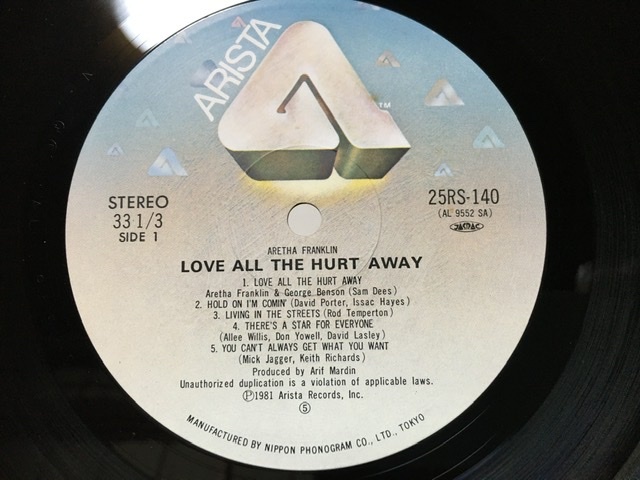 ARISTA
TM
STEREO
33 1/3
SIDE 1
25RS-140
(AL 9552 SA)
JASRAC
ARETHA FRANKLIN
LOVE ALL THE HURT AWAY
1. LOVE ALL THE HURT AWAY
Aretha Franklin & George Benson (Sam Dees)
2. HOLD ON I'M COMIN' (David Porter, Issac Hayes)
3. LIVING IN THE STREETS (Rod Temperton)
4. THERE'S A STAR FOR EVERYONE
(Allee Willis, Don Yowell, David Lasley)
5. YOU CAN'T ALWAYS GET WHAT YOU WANT
(Mick Jagger, Keith Richards)
Produced by Arif Mardin
Unauthorized duplication is a violation of applicable laws.
Ⓟ1981 Arista Records, Inc.
⑤
MANUFACTURED BY NIPPON PHONOGRAM CO., LTD., TOKYO